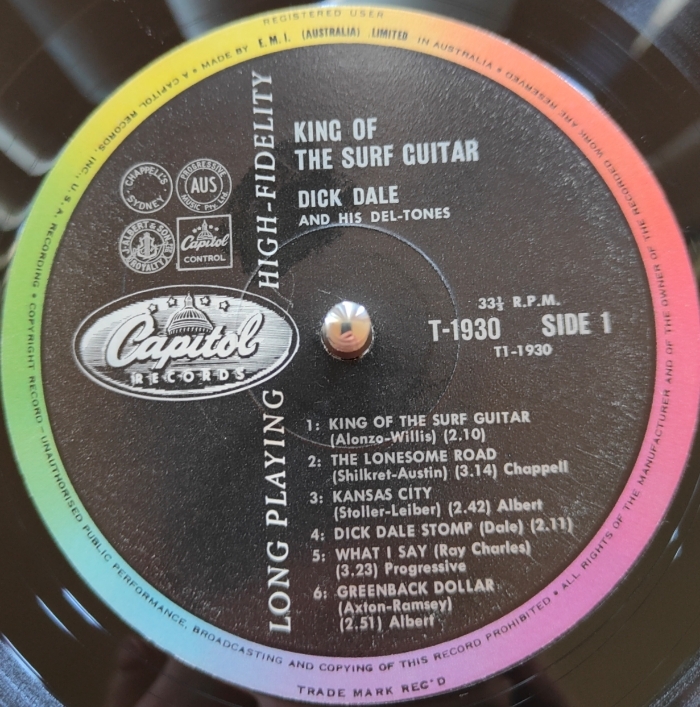 REGISTERED USER
A CAPITOL RECORDS, INC., U.S.A. RECORDING • MADE BY E.M.I. (AUSTRALIA) LIMITED IN AUSTRALIA • ALL RIGHTS OF THE MANUFACTURER AND OF THE OWNER OF THE RECORDED WORK ARE RESERVED
COPYRIGHT RECORD – UNAUTHORISED PUBLIC PERFORMANCE, BROADCASTING AND COPYING OF THIS RECORD PROHIBITED •
TRADE MARK REG'D
LONG PLAYING HIGH-FIDELITY
KING OF
THE SURF GUITAR
DICK DALE
AND HIS DEL-TONES
CHAPPELL'S
SYDNEY
PROGRESSIVE
AUS
MUSIC Pty. Ltd.
J. ALBERT & SON
ROYALTY
Capitol
CONTROL
Capitol
RECORDS
33⅓ R.P.M.
T-1930 SIDE 1
T1-1930
1: KING OF THE SURF GUITAR
(Alonzo-Willis) (2.10)
2: THE LONESOME ROAD
(Shilkret-Austin) (3.14) Chappell
3: KANSAS CITY
(Stoller-Leiber) (2.42) Albert
4: DICK DALE STOMP (Dale) (2.11)
5: WHAT I SAY (Ray Charles)
(3.23) Progressive
6: GREENBACK DOLLAR
(Axton-Ramsey)
(2.51) Albert